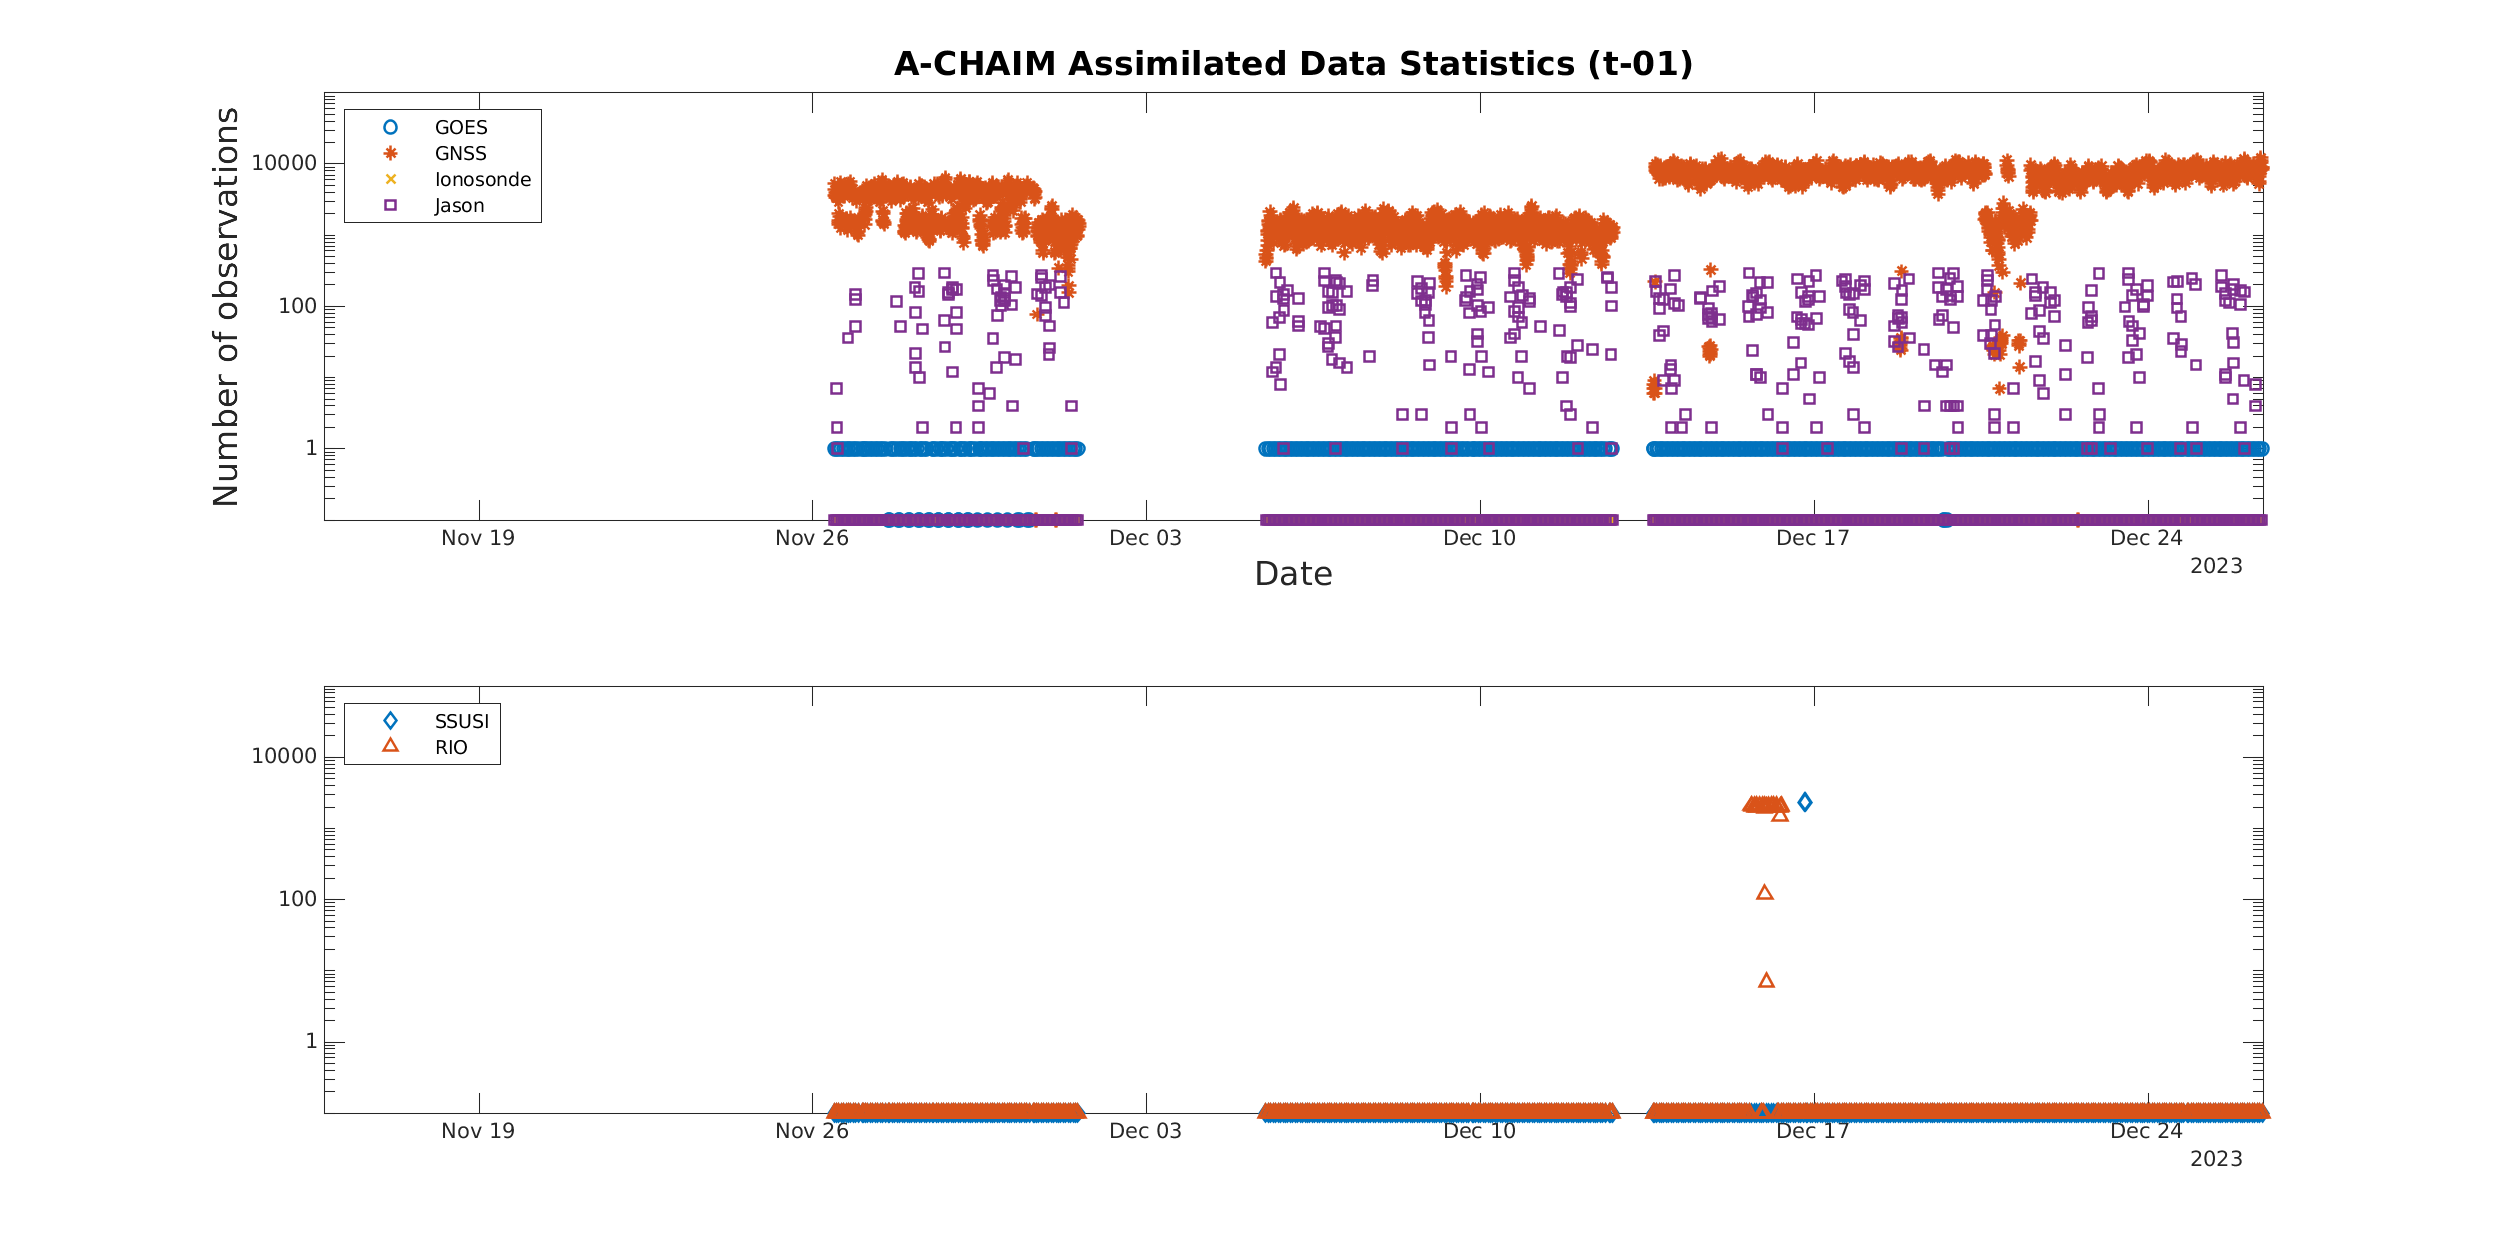 A-CHAIM Assimilated Data Statistics (t-01)
Number of observations
10000
100
1
GOES
GNSS
Ionosonde
Jason
Nov 19 Nov 26 Dec 03 Dec 10 Dec 17 Dec 24
2023
Date
10000
100
1
SSUSI
RIO
Nov 19 Nov 26 Dec 03 Dec 10 Dec 17 Dec 24
2023